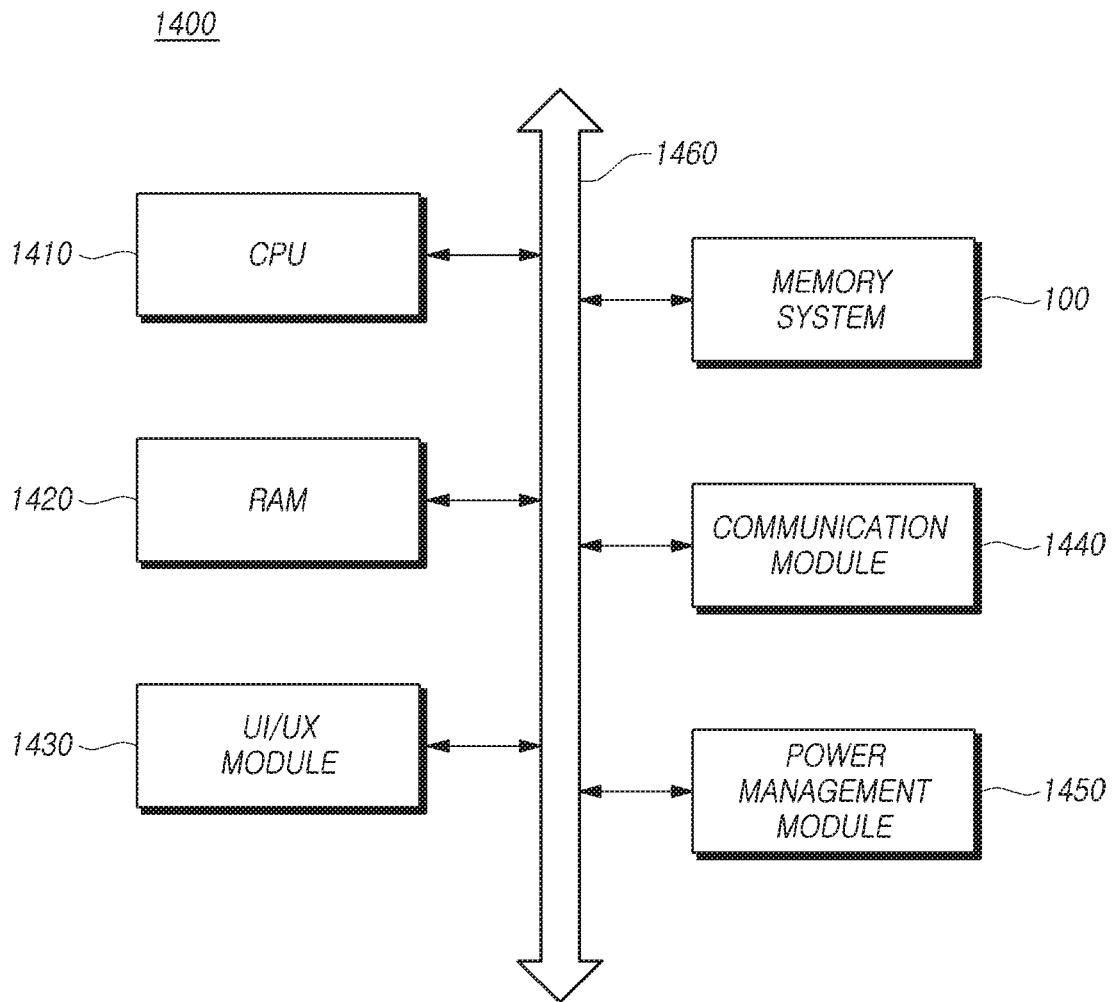 1400
1460
1410
CPU
MEMORY
SYSTEM
100
1420
RAM
COMMUNICATION
MODULE
1440
1430
UI/UX
MODULE
POWER
MANAGEMENT
MODULE
1450